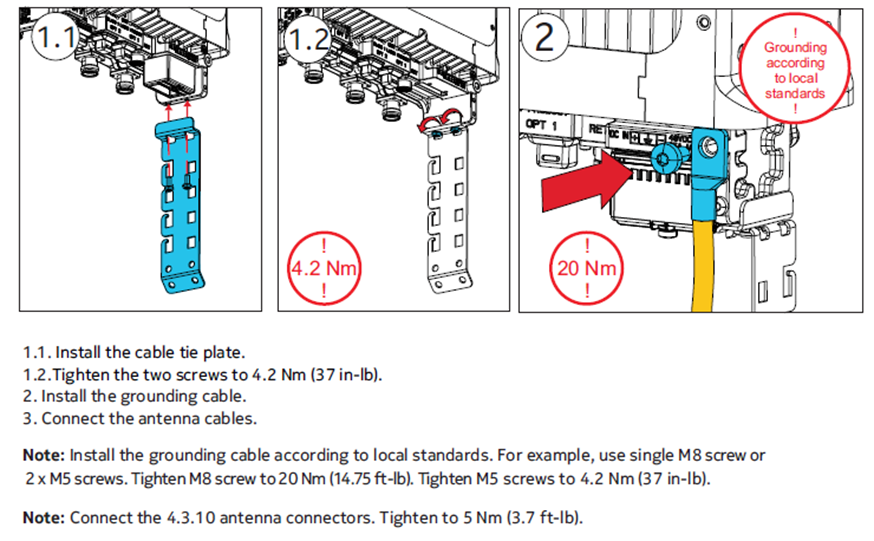 1.1
1.2
2
!
Grounding
according
to local
standards
!
OPT 1
RE
DC IN
!
4.2 Nm
!
!
20 Nm
!
1.1. Install the cable tie plate.
1.2.Tighten the two screws to 4.2 Nm (37 in-lb).
2. Install the grounding cable.
3. Connect the antenna cables.
Note: Install the grounding cable according to local standards. For example, use single M8 screw or
2 x M5 screws. Tighten M8 screw to 20 Nm (14.75 ft-lb). Tighten M5 screws to 4.2 Nm (37 in-lb).
Note: Connect the 4.3.10 antenna connectors. Tighten to 5 Nm (3.7 ft-lb).